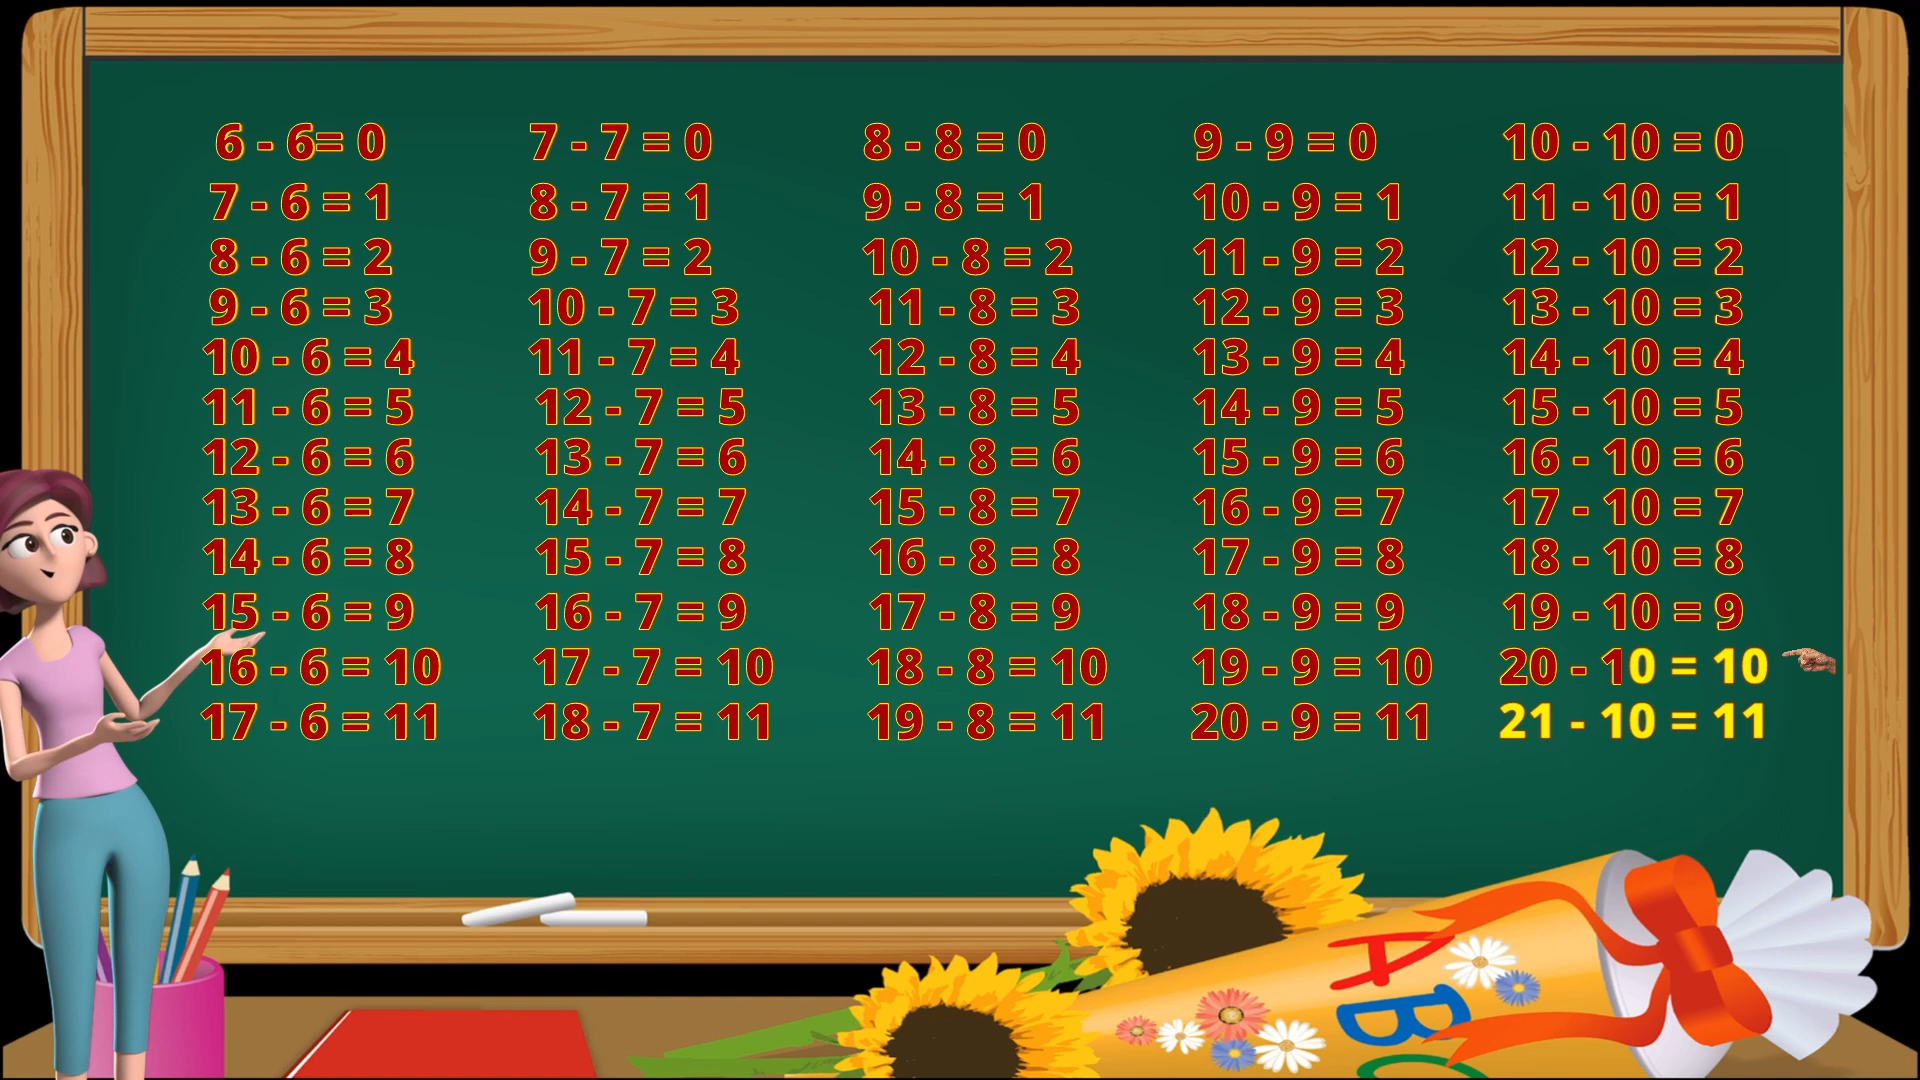 6 - 6= 0 7 - 7 = 0 8 - 8 = 0 9 - 9 = 0 10 - 10 = 0
7 - 6 = 1 8 - 7 = 1 9 - 8 = 1 10 - 9 = 1 11 - 10 = 1
8 - 6 = 2 9 - 7 = 2 10 - 8 = 2 11 - 9 = 2 12 - 10 = 2
9 - 6 = 3 10 - 7 = 3 11 - 8 = 3 12 - 9 = 3 13 - 10 = 3
10 - 6 = 4 11 - 7 = 4 12 - 8 = 4 13 - 9 = 4 14 - 10 = 4
11 - 6 = 5 12 - 7 = 5 13 - 8 = 5 14 - 9 = 5 15 - 10 = 5
12 - 6 = 6 13 - 7 = 6 14 - 8 = 6 15 - 9 = 6 16 - 10 = 6
13 - 6 = 7 14 - 7 = 7 15 - 8 = 7 16 - 9 = 7 17 - 10 = 7
14 - 6 = 8 15 - 7 = 8 16 - 8 = 8 17 - 9 = 8 18 - 10 = 8
15 - 6 = 9 16 - 7 = 9 17 - 8 = 9 18 - 9 = 9 19 - 10 = 9
16 - 6 = 10 17 - 7 = 10 18 - 8 = 10 19 - 9 = 10 20 - 10 = 10
17 - 6 = 11 18 - 7 = 11 19 - 8 = 11 20 - 9 = 11 21 - 10 = 11
A
B
C